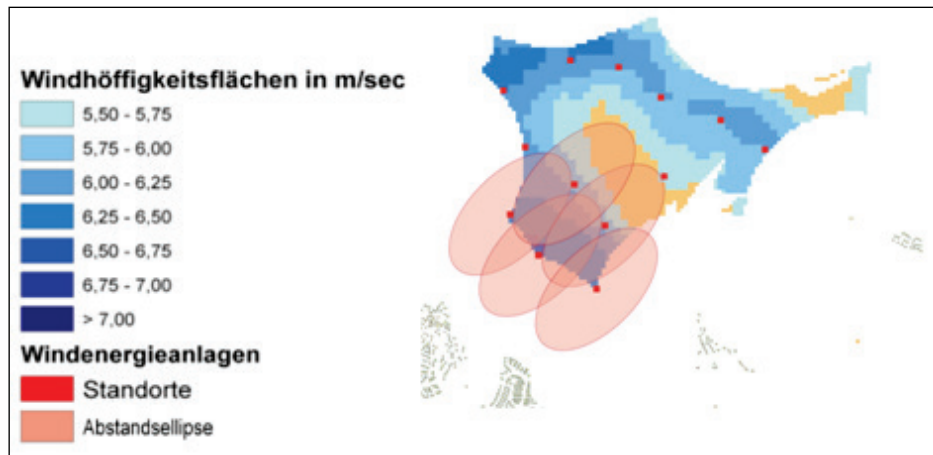 Windhöffigkeitsflächen in m/sec
5,50 - 5,75
5,75 - 6,00
6,00 - 6,25
6,25 - 6,50
6,50 - 6,75
6,75 - 7,00
> 7,00
Windenergieanlagen
Standorte
Abstandsellipse